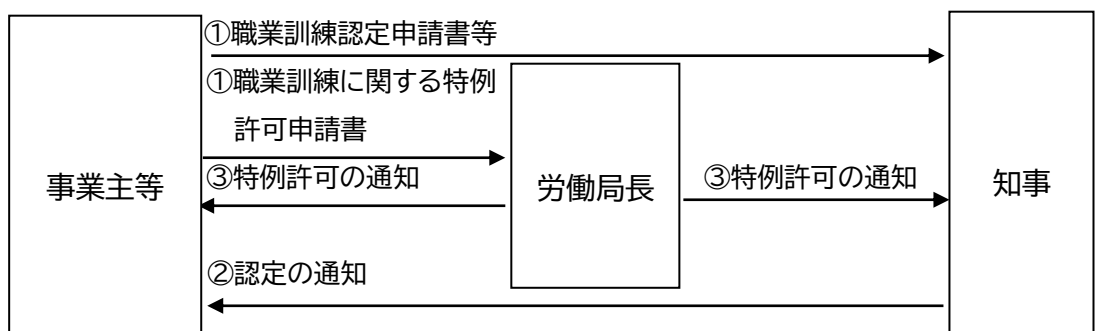 ①職業訓練認定申請書等
①職業訓練に関する特例
許可申請書
事業主等
③特例許可の通知
労働局長
③特例許可の通知
知事
②認定の通知